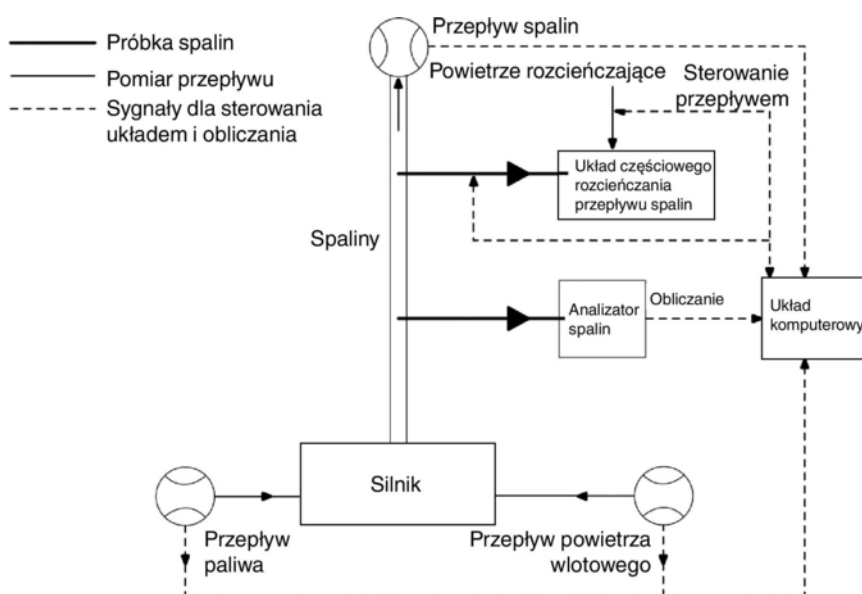 Próbka spalin
Pomiar przepływu
Sygnały dla sterowania
układem i obliczania
Przepływ spalin
Powietrze rozcieńczające
Sterowanie
przepływem
Układ częściowego
rozcieńczania
przepływu spalin
Spaliny
Analizator
spalin
Obliczanie
Układ
komputerowy
Silnik
Przepływ
paliwa
Przepływ powietrza
wlotowego